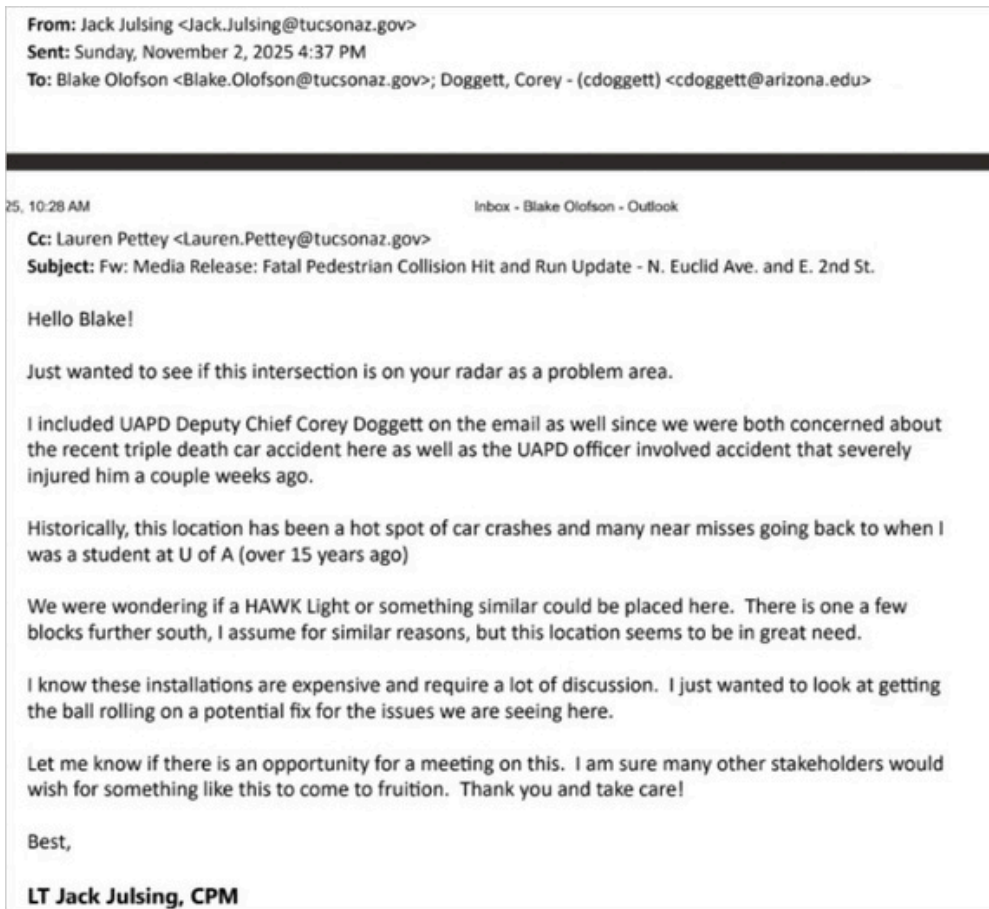 From: Jack Julsing <Jack.Julsing@tucsonaz.gov>
Sent: Sunday, November 2, 2025 4:37 PM
To: Blake Olofson <Blake.Olofson@tucsonaz.gov>; Doggett, Corey - (cdoggett) <cdoggett@arizona.edu>
25, 10:28 AM Inbox - Blake Olofson - Outlook
Cc: Lauren Pettey <Lauren.Pettey@tucsonaz.gov>
Subject: Fw: Media Release: Fatal Pedestrian Collision Hit and Run Update - N. Euclid Ave. and E. 2nd St.
Hello Blake!
Just wanted to see if this intersection is on your radar as a problem area.
I included UAPD Deputy Chief Corey Doggett on the email as well since we were both concerned about
the recent triple death car accident here as well as the UAPD officer involved accident that severely
injured him a couple weeks ago.
Historically, this location has been a hot spot of car crashes and many near misses going back to when I
was a student at U of A (over 15 years ago)
We were wondering if a HAWK Light or something similar could be placed here.  There is one a few
blocks further south, I assume for similar reasons, but this location seems to be in great need.
I know these installations are expensive and require a lot of discussion.  I just wanted to look at getting
the ball rolling on a potential fix for the issues we are seeing here.
Let me know if there is an opportunity for a meeting on this.  I am sure many other stakeholders would
wish for something like this to come to fruition.  Thank you and take care!
Best,
LT Jack Julsing, CPM